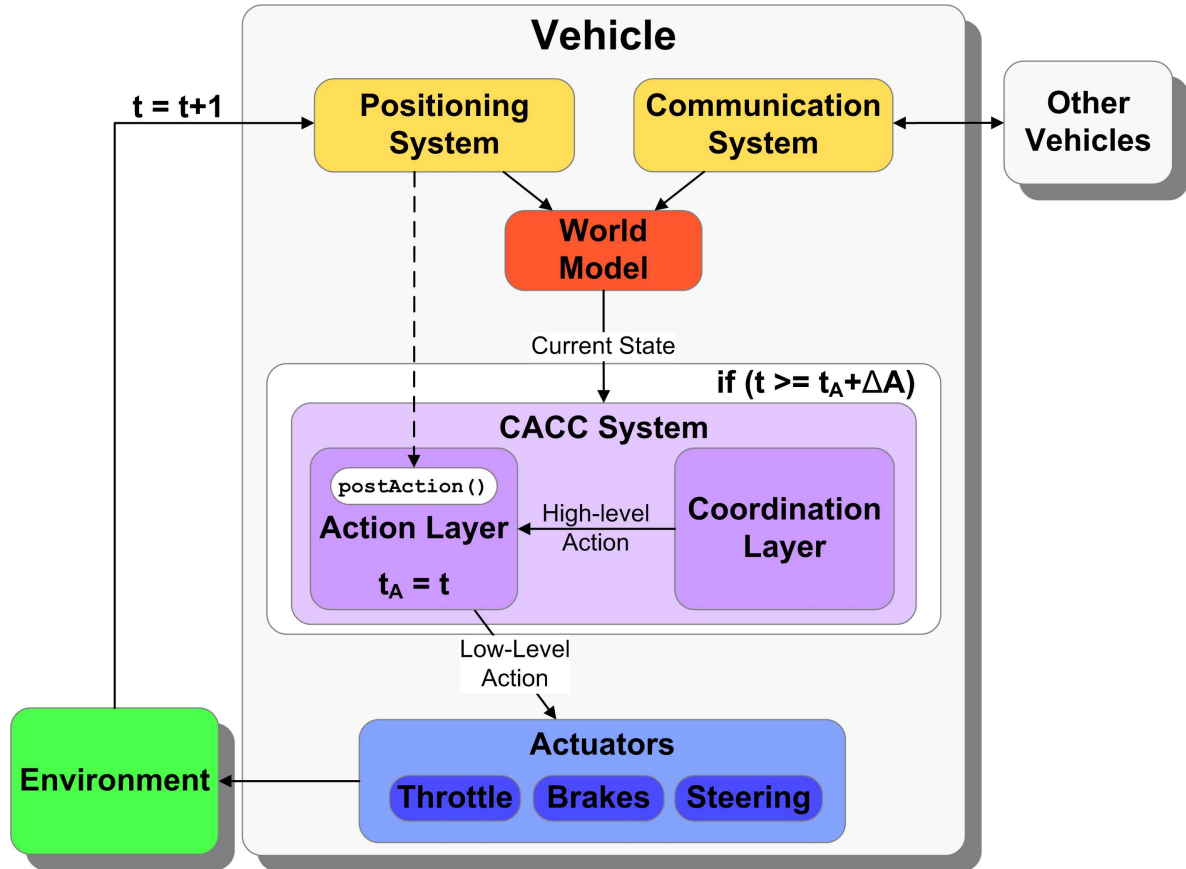 Vehicle
t = t+1
Positioning
System
Communication
System
Other
Vehicles
World
Model
Current State
if (t >= tA+ΔA)
CACC System
postAction()
Action Layer
tA = t
High-level
Action
Coordination
Layer
Low-Level
Action
Environment
Actuators
Throttle
Brakes
Steering